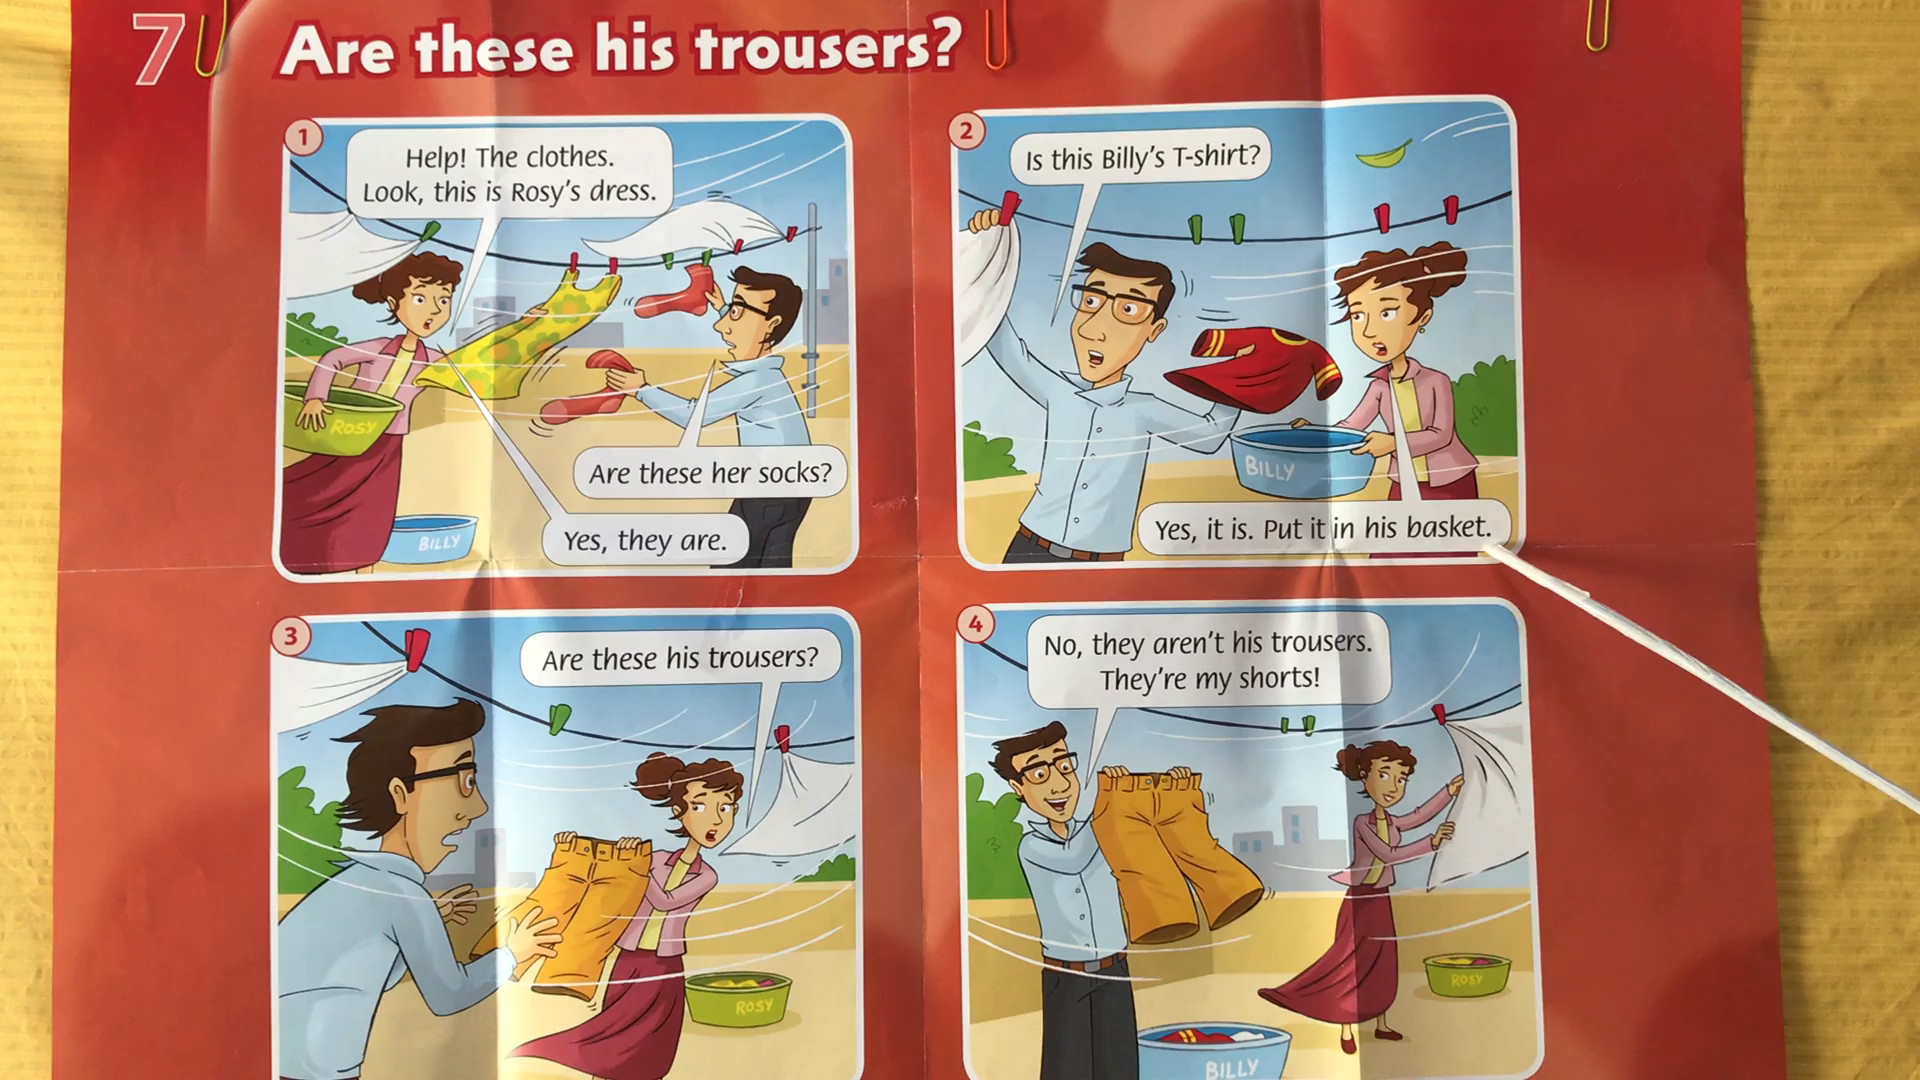 7 Are these his trousers?
1
Help! The clothes.
Look, this is Rosy's dress.
Are these her socks?
Yes, they are.
ROSY
BILLY
2
Is this Billy's T-shirt?
Yes, it is. Put it in his basket.
BILLY
3
Are these his trousers?
ROSY
4
No, they aren't his trousers.
They're my shorts!
ROSY
BILLY